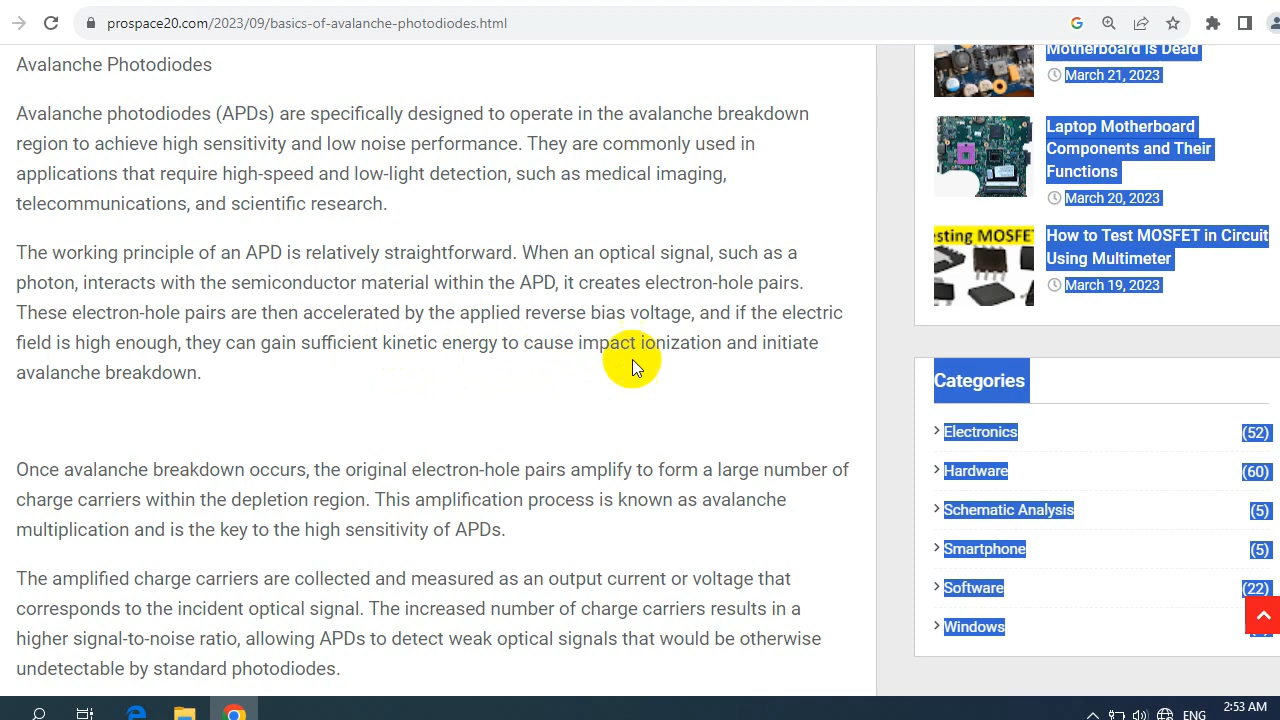 prospace20.com/2023/09/basics-of-avalanche-photodiodes.html
Avalanche Photodiodes
Avalanche photodiodes (APDs) are specifically designed to operate in the avalanche breakdown
region to achieve high sensitivity and low noise performance. They are commonly used in
applications that require high-speed and low-light detection, such as medical imaging,
telecommunications, and scientific research.
The working principle of an APD is relatively straightforward. When an optical signal, such as a
photon, interacts with the semiconductor material within the APD, it creates electron-hole pairs.
These electron-hole pairs are then accelerated by the applied reverse bias voltage, and if the electric
field is high enough, they can gain sufficient kinetic energy to cause impact ionization and initiate
avalanche breakdown.
Once avalanche breakdown occurs, the original electron-hole pairs amplify to form a large number of
charge carriers within the depletion region. This amplification process is known as avalanche
multiplication and is the key to the high sensitivity of APDs.
The amplified charge carriers are collected and measured as an output current or voltage that
corresponds to the incident optical signal. The increased number of charge carriers results in a
higher signal-to-noise ratio, allowing APDs to detect weak optical signals that would be otherwise
undetectable by standard photodiodes.
Motherboard Is Dead
March 21, 2023
Laptop Motherboard
Components and Their
Functions
March 20, 2023
esting MOSFET
How to Test MOSFET in Circuit
Using Multimeter
March 19, 2023
Categories
Electronics (52)
Hardware (60)
Schematic Analysis (5)
Smartphone (5)
Software (22)
Windows
ENG
2:53 AM